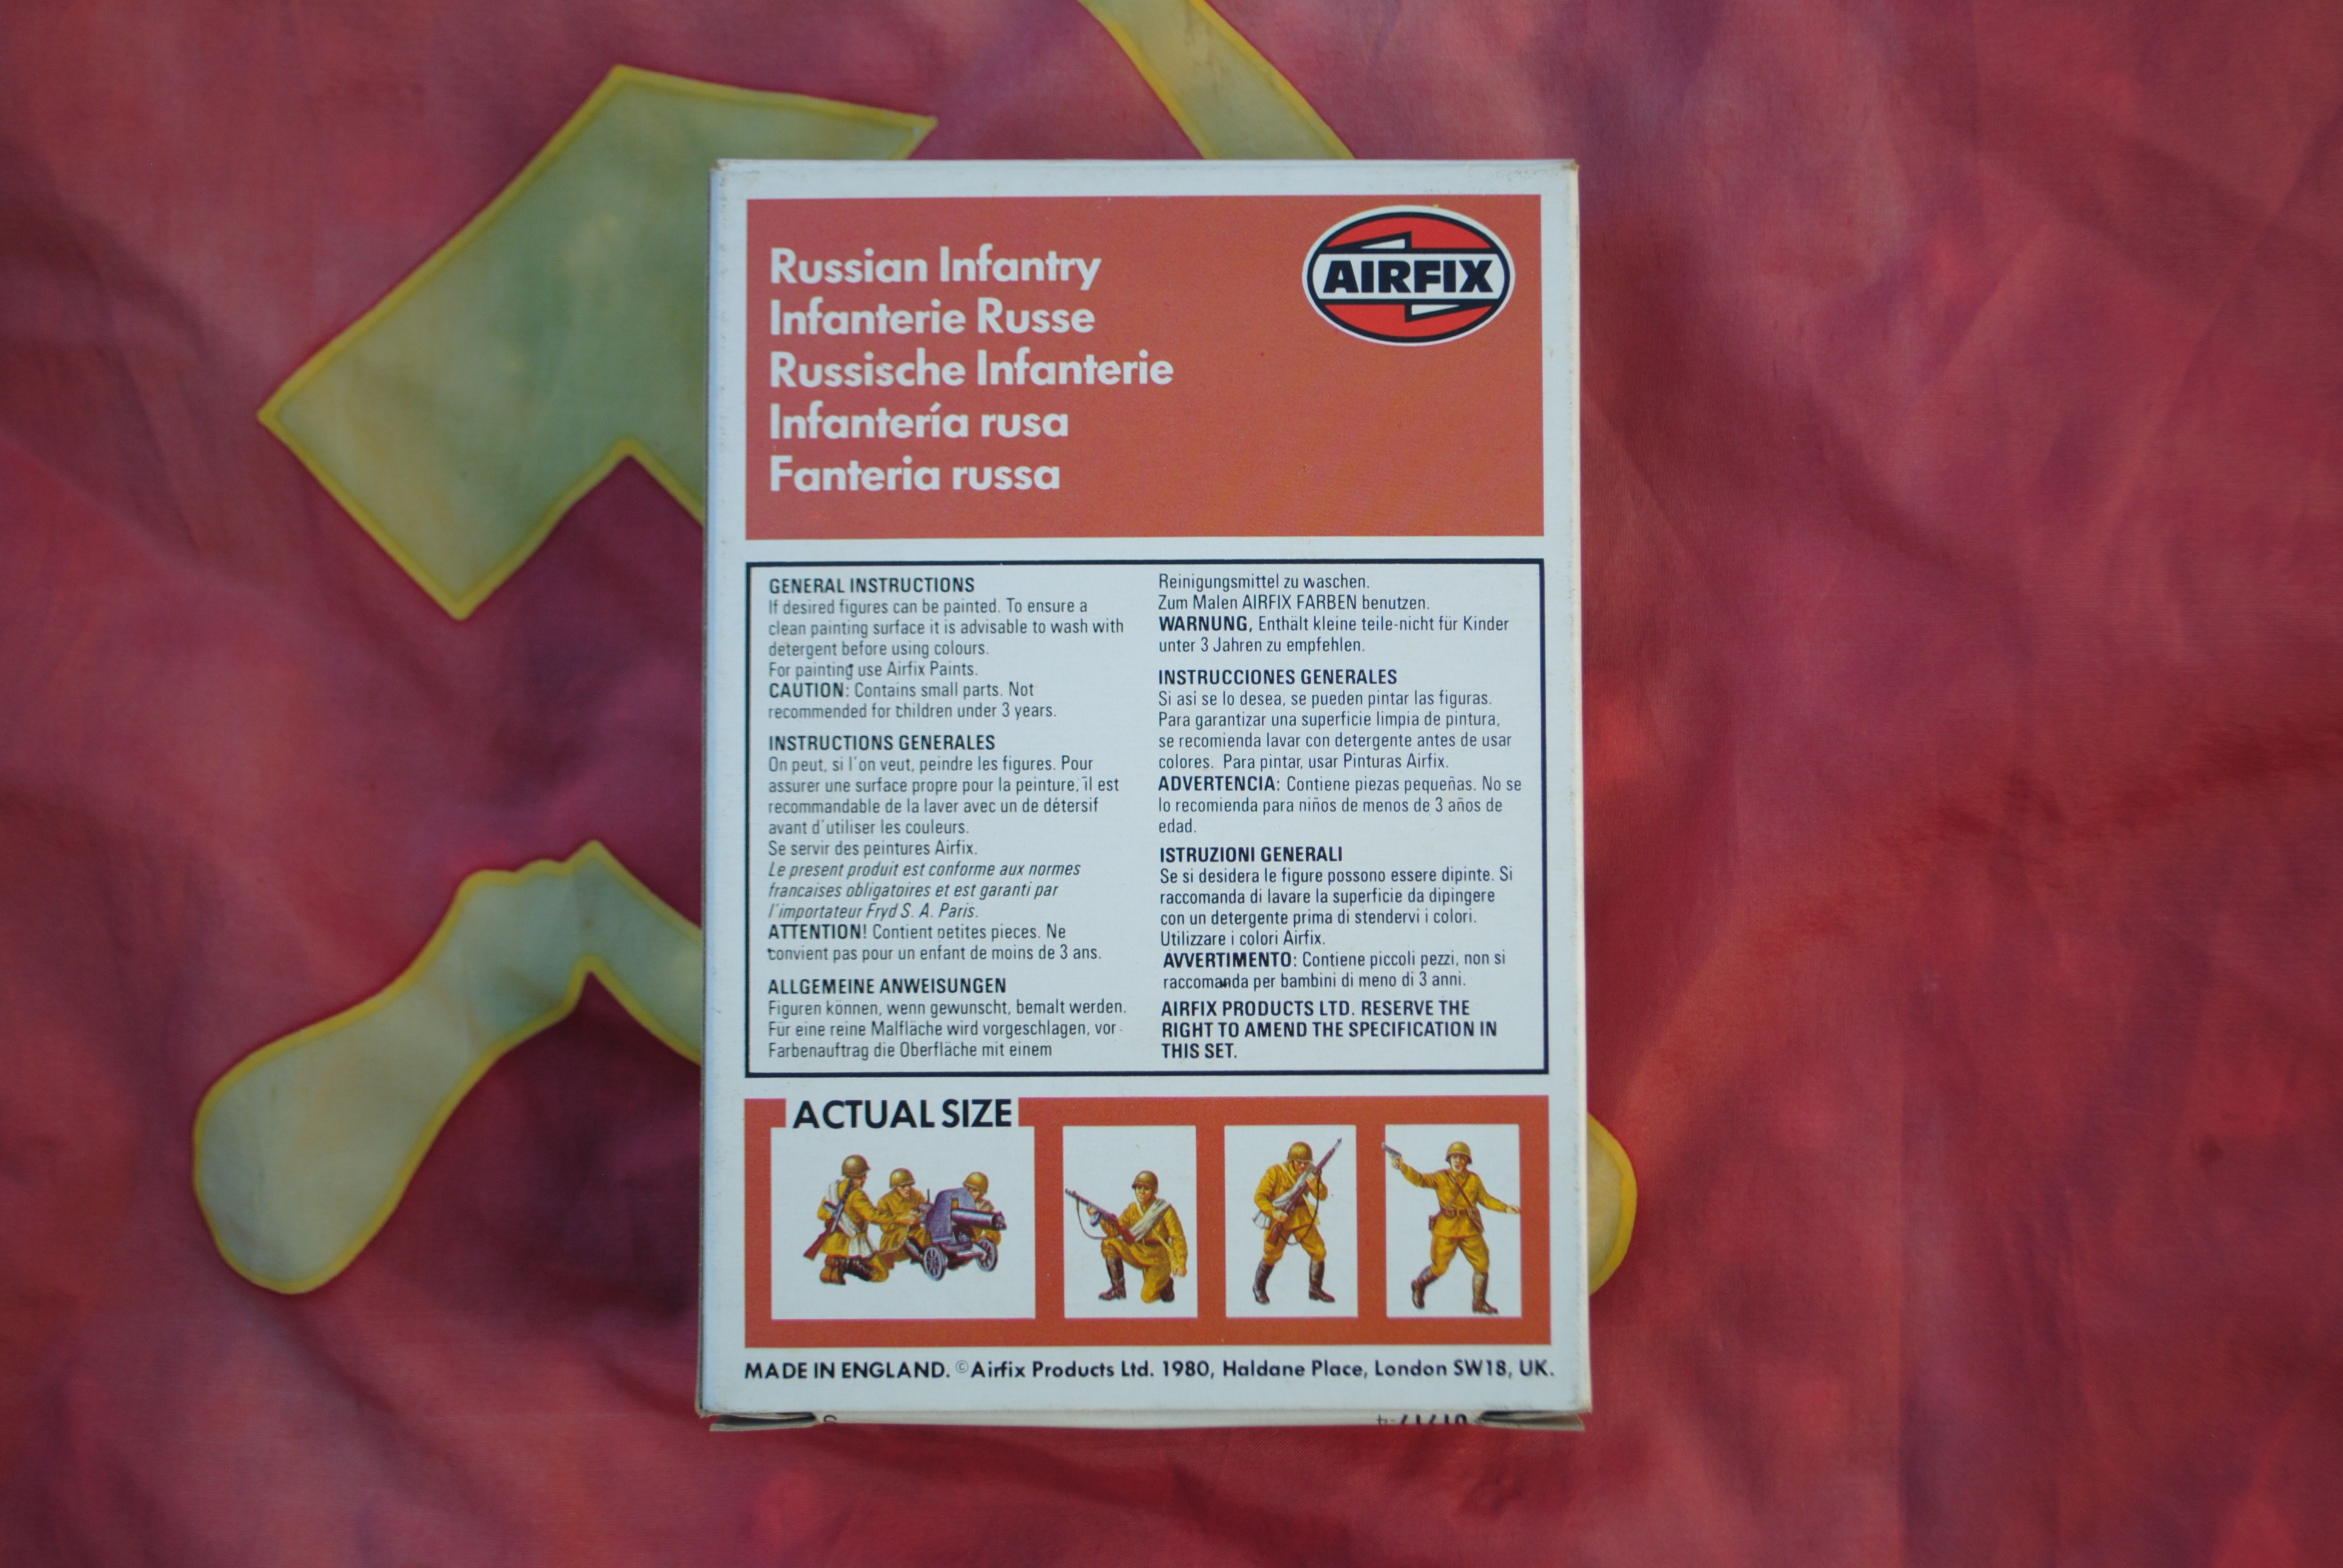 Russian Infantry
Infanterie Russe
Russische Infanterie
Infantería rusa
Fanteria russa
AIRFIX
GENERAL INSTRUCTIONS
If desired figures can be painted. To ensure a
clean painting surface it is advisable to wash with
detergent before using colours.
For painting use Airfix Paints.
CAUTION: Contains small parts. Not
recommended for children under 3 years.
INSTRUCTIONS GENERALES
On peut, si l'on veut, peindre les figures. Pour
assurer une surface propre pour la peinture, il est
recommandable de la laver avec un de détersif
avant d'utiliser les couleurs.
Se servir des peintures Airfix.
Le present produit est conforme aux normes
francaises obligatoires et est garanti par
l'importateur Fryd S. A. Paris.
ATTENTION! Contient petites pieces. Ne
convient pas pour un enfant de moins de 3 ans.
ALLGEMEINE ANWEISUNGEN
Figuren können, wenn gewunscht, bemalt werden.
Für eine reine Malfläche wird vorgeschlagen, vor
Farbenauftrag die Oberfläche mit einem
Reinigungsmittel zu waschen.
Zum Malen AIRFIX FARBEN benutzen.
WARNUNG, Enthält kleine teile-nicht für Kinder
unter 3 Jahren zu empfehlen.
INSTRUCCIONES GENERALES
Si así se lo desea, se pueden pintar las figuras.
Para garantizar una superficie limpia de pintura,
se recomienda lavar con detergente antes de usar
colores. Para pintar, usar Pinturas Airfix.
ADVERTENCIA: Contiene piezas pequeñas. No se
lo recomienda para niños de menos de 3 años de
edad.
ISTRUZIONI GENERALI
Se si desidera le figure possono essere dipinte. Si
raccomanda di lavare la superficie da dipingere
con un detergente prima di stendervi i colori.
Utilizzare i colori Airfix.
AVVERTIMENTO: Contiene piccoli pezzi, non si
raccomanda per bambini di meno di 3 anni.
AIRFIX PRODUCTS LTD. RESERVE THE
RIGHT TO AMEND THE SPECIFICATION IN
THIS SET.
ACTUAL SIZE
MADE IN ENGLAND. ©Airfix Products Ltd. 1980, Haldane Place, London SW18, UK.